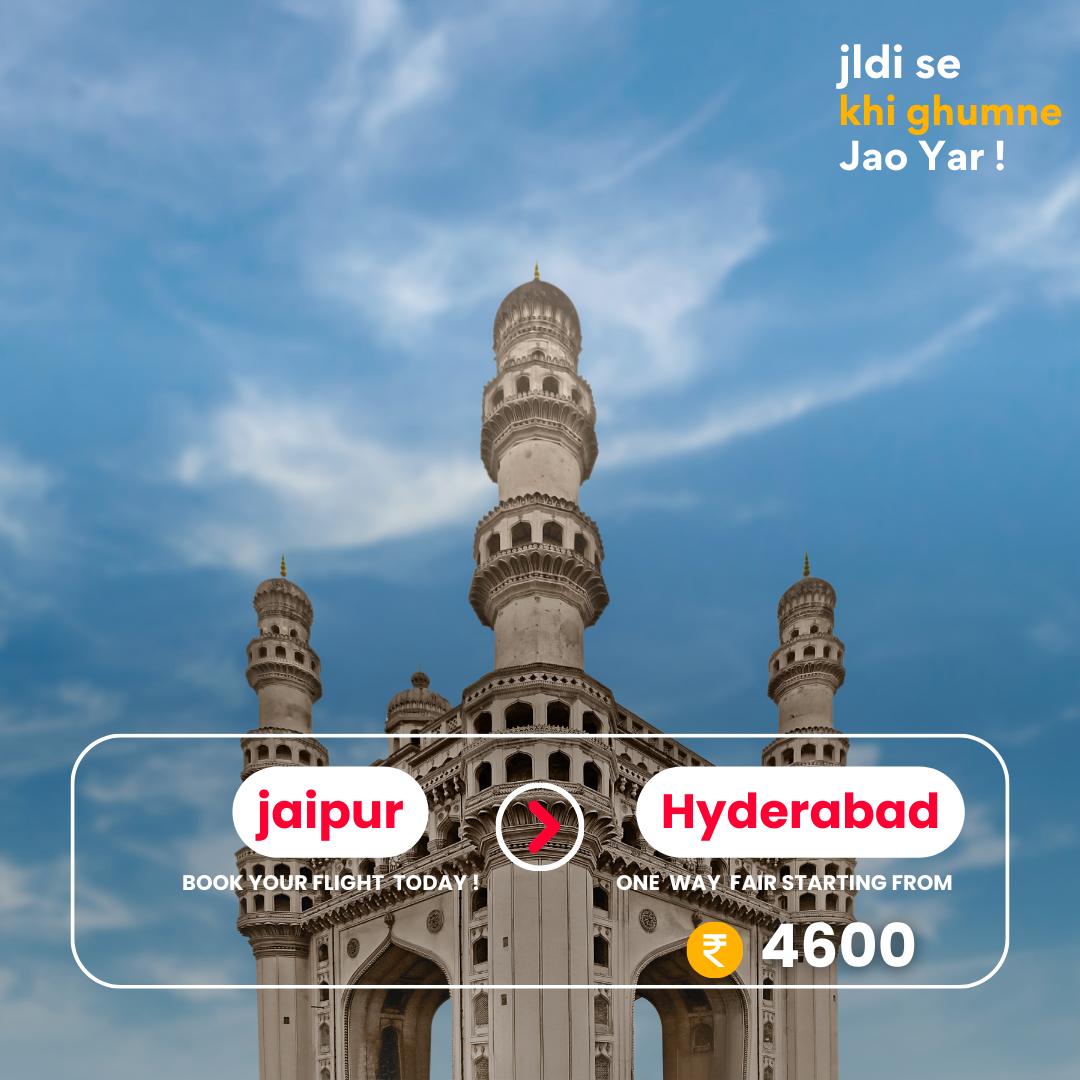 jldi se
khi ghumne
Jao Yar !
jaipur
Hyderabad
BOOK YOUR FLIGHT TODAY !
ONE WAY FAIR STARTING FROM
₹ 4600